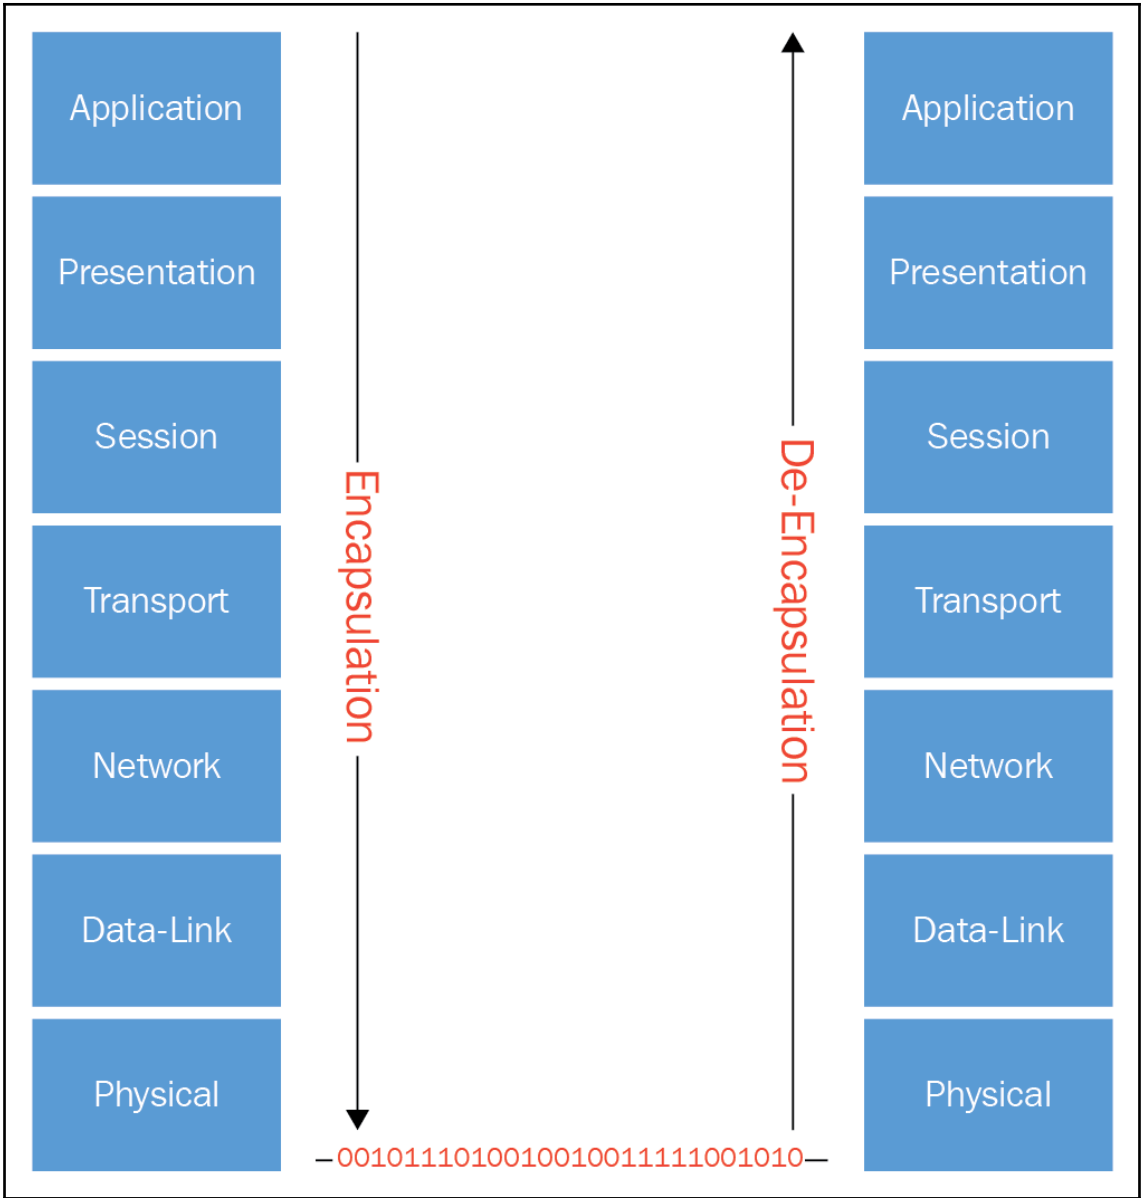 Application
Presentation
Session
Transport
Network
Data-Link
Physical
Encapsulation
De-Encapsulation
Application
Presentation
Session
Transport
Network
Data-Link
Physical
0010111010010010011111001010